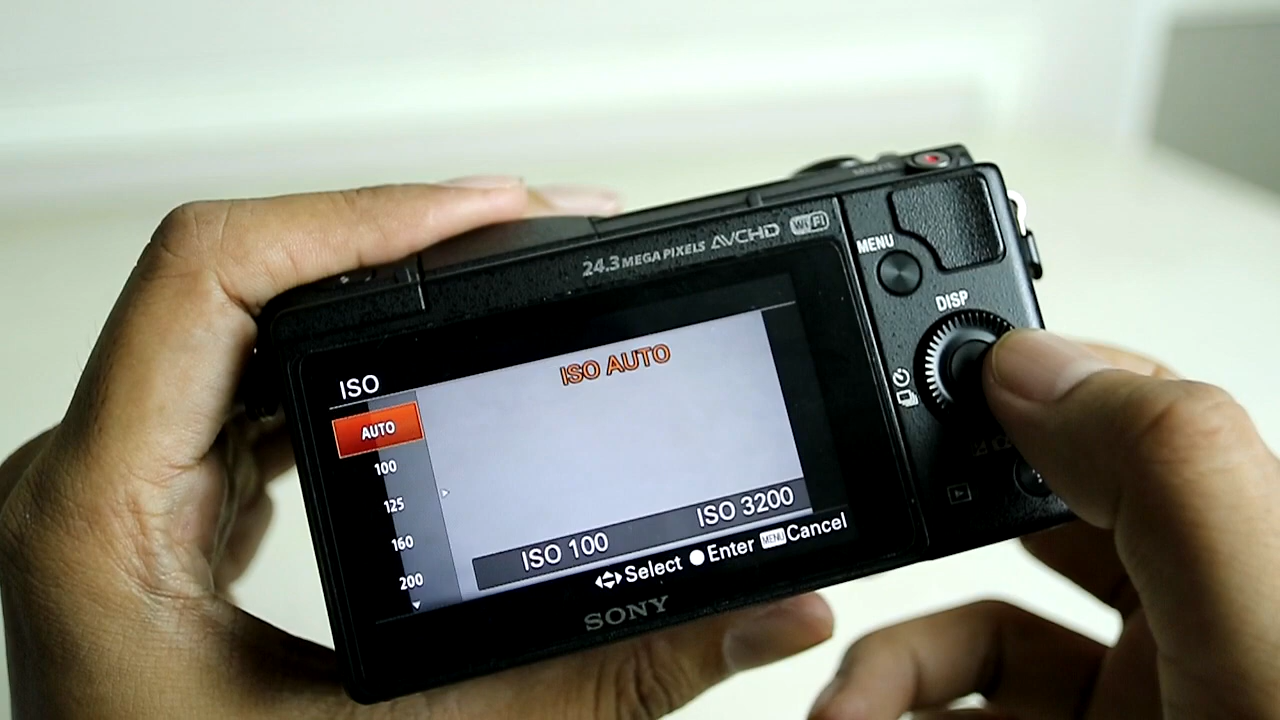 24.3 MEGA PIXELS AVCHD Wi Fi
MENU
DISP
ISO
ISO AUTO
AUTO
100
125
160
200
ISO 100 ISO 3200
Select Enter MENU Cancel
SONY